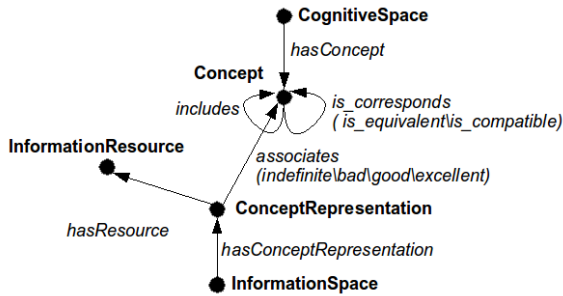 CognitiveSpace
hasConcept
Concept
includes
is_corresponds
( is_equivalent\is_compatible)
InformationResource
associates
(indefinite\bad\good\excellent)
ConceptRepresentation
hasResource
hasConceptRepresentation
InformationSpace